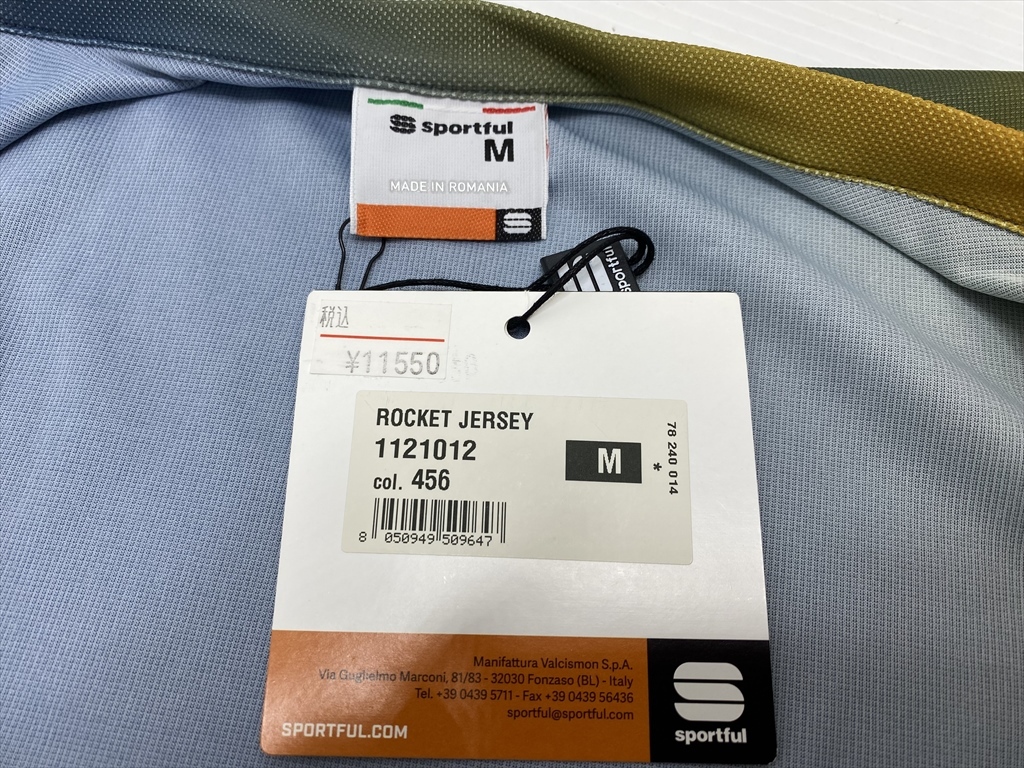 sportful
M
MADE IN ROMANIA
sportful
税込
¥11550
ROCKET JERSEY
1121012
col. 456
M
78 240 014
*
8 050949 509647
Manifattura Valcismon S.p.A.
Via Guglielmo Marconi, 81/83 - 32030 Fonzaso (BL) - Italy
Tel. +39 0439 5711 - Fax +39 0439 56436
sportful@sportful.com
SPORTFUL.COM
sportful